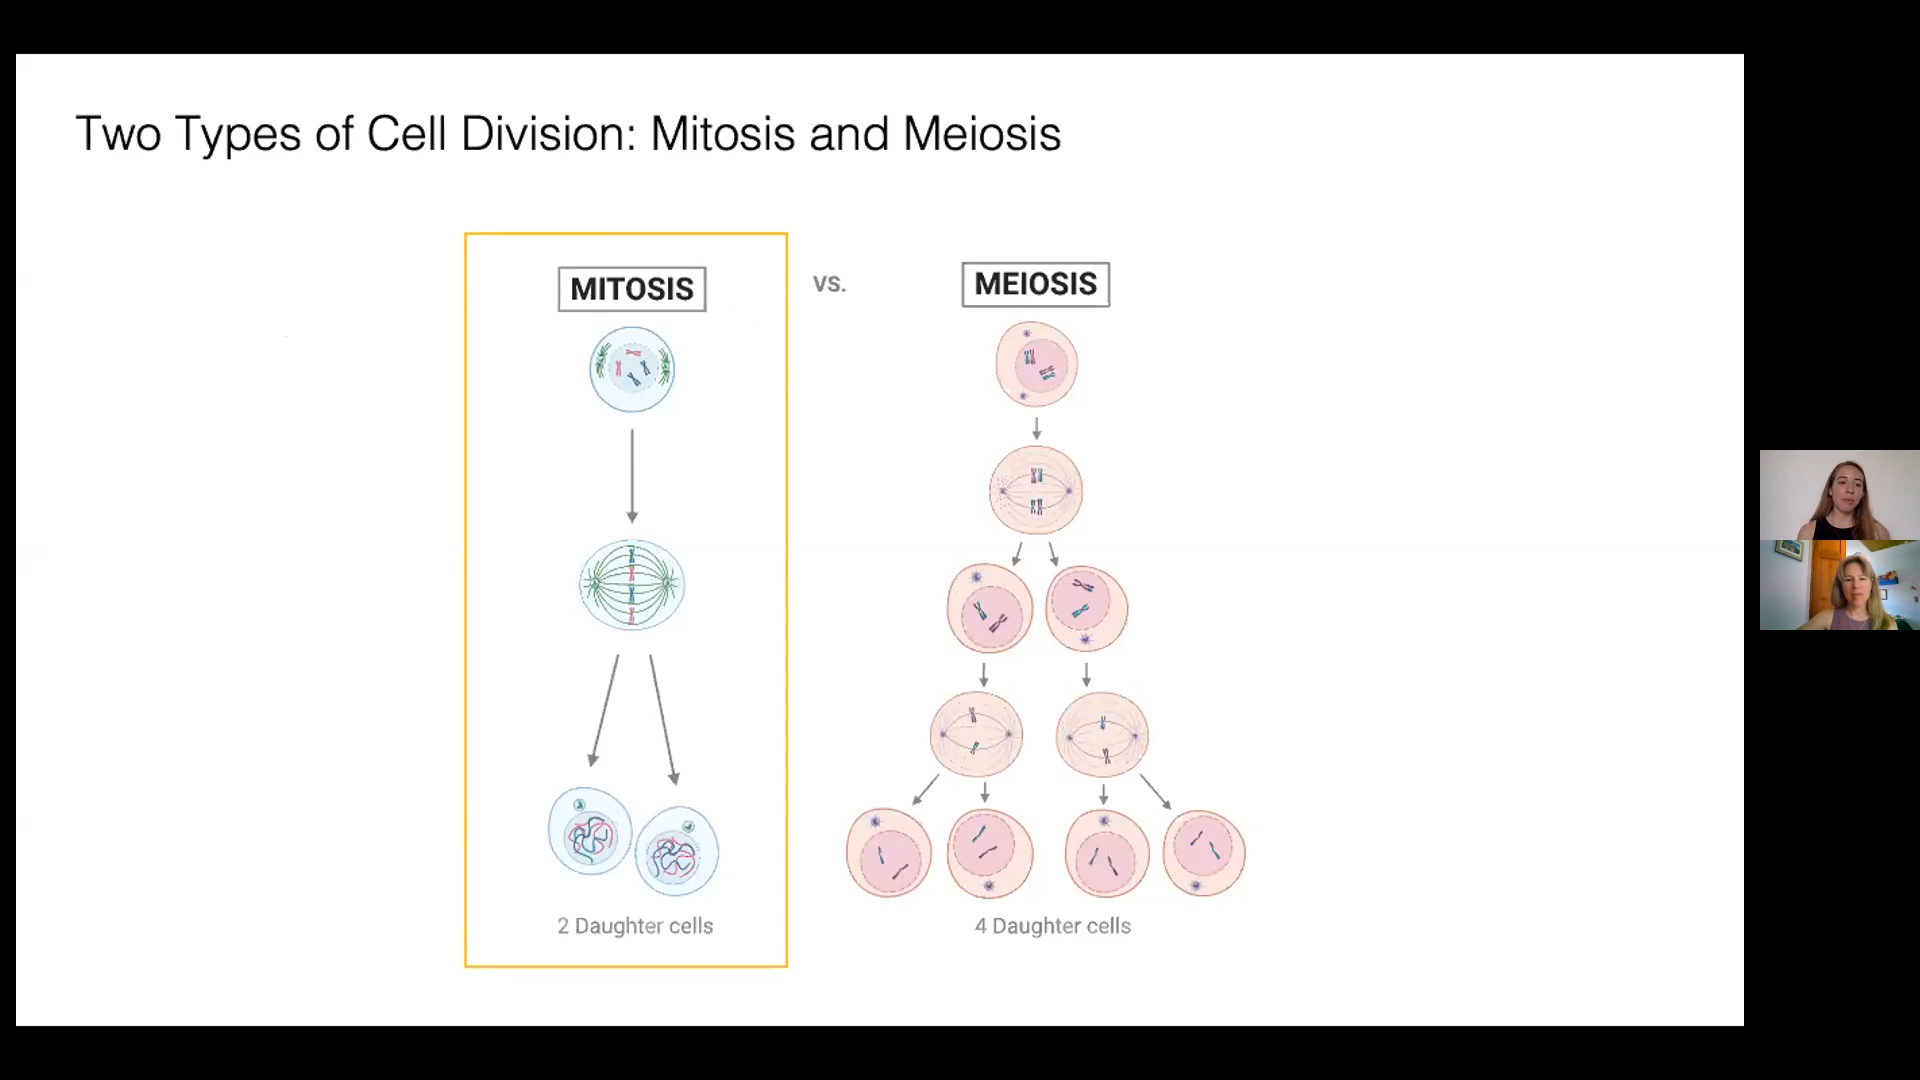 Two Types of Cell Division: Mitosis and Meiosis
MITOSIS
VS.
MEIOSIS
2 Daughter cells
4 Daughter cells